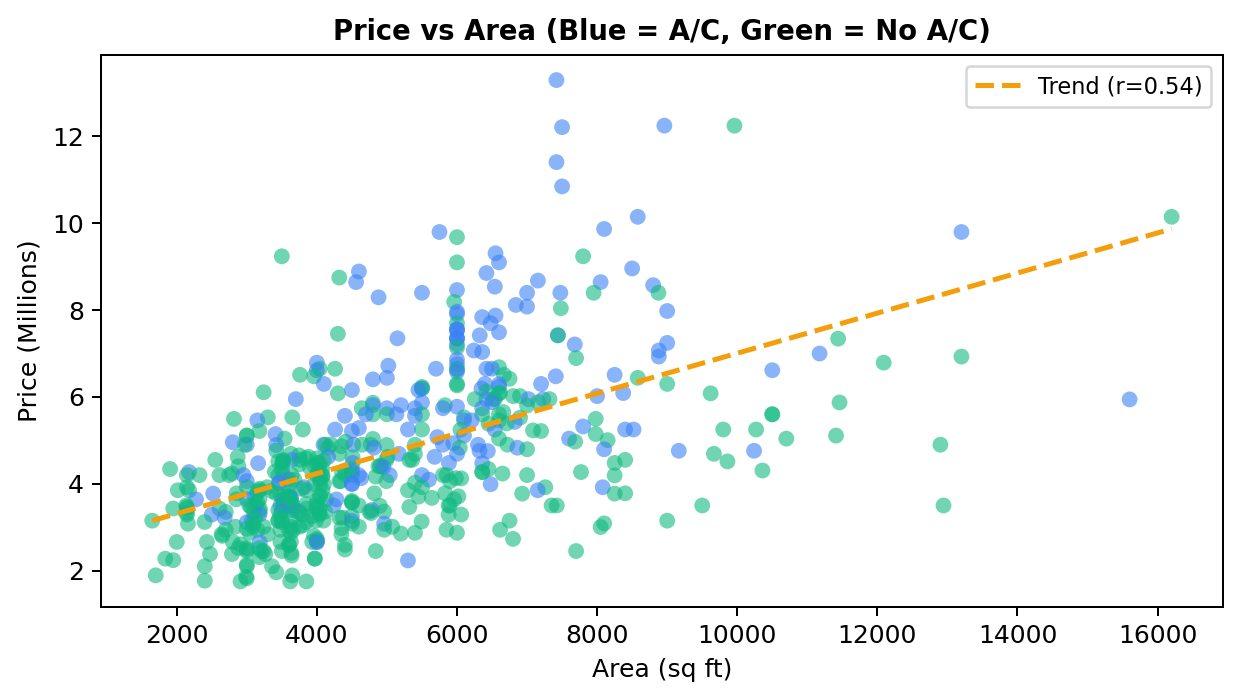 Price vs Area (Blue = A/C, Green = No A/C)
Trend (r=0.54)
Price (Millions)
12
10
8
6
4
2
2000 4000 6000 8000 10000 12000 14000 16000
Area (sq ft)